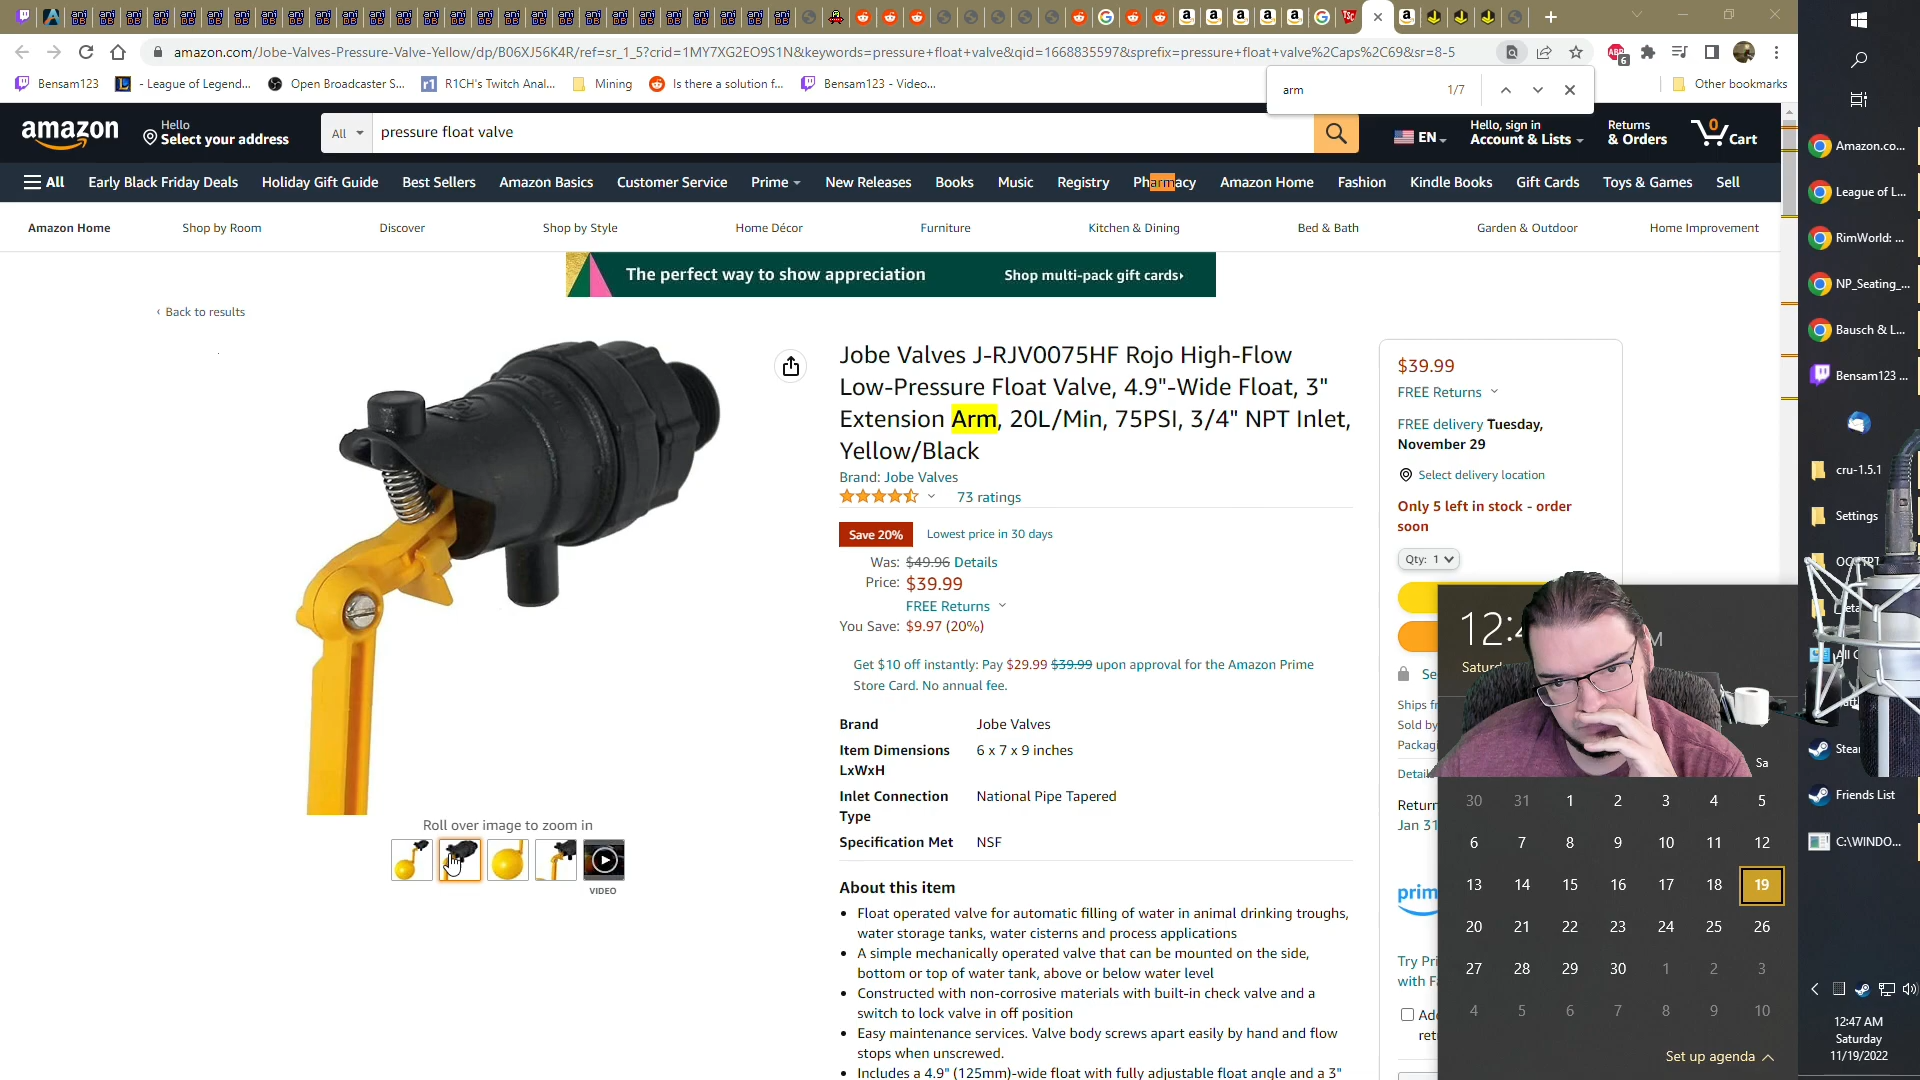 amazon.com/Jobe-Valves-Pressure-Valve-Yellow/dp/B06XJ56K4R/ref=sr_1_5?crid=1MY7XG2EO9S1N&keywords=pressure+float+valve&qid=1668835597&sprefix=pressure+float+valve%2Caps%2C69&sr=8-5
Bensam123
- League of Legend...
Open Broadcaster S...
R1CH's Twitch Anal...
Mining
Is there a solution f...
Bensam123 - Video...
Other bookmarks
arm
1/7
amazon
Hello
Select your address
All
pressure float valve
EN
Hello, sign in
Account & Lists
Returns
& Orders
0
Cart
All
Early Black Friday Deals
Holiday Gift Guide
Best Sellers
Amazon Basics
Customer Service
Prime
New Releases
Books
Music
Registry
Pharmacy
Amazon Home
Fashion
Kindle Books
Gift Cards
Toys & Games
Sell
Amazon Home
Shop by Room
Discover
Shop by Style
Home Décor
Furniture
Kitchen & Dining
Bed & Bath
Garden & Outdoor
Home Improvement
The perfect way to show appreciation
Shop multi-pack gift cards›
‹ Back to results
Roll over image to zoom in
VIDEO
Jobe Valves J-RJV0075HF Rojo High-Flow
Low-Pressure Float Valve, 4.9"-Wide Float, 3"
Extension Arm, 20L/Min, 75PSI, 3/4" NPT Inlet,
Yellow/Black
Brand: Jobe Valves
73 ratings
Save 20%
Lowest price in 30 days
Was: $49.96 Details
Price: $39.99
FREE Returns
You Save: $9.97 (20%)
Get $10 off instantly: Pay $29.99 $39.99 upon approval for the Amazon Prime
Store Card. No annual fee.
Brand Jobe Valves
Item Dimensions 6 x 7 x 9 inches
LxWxH
Inlet Connection National Pipe Tapered
Type
Specification Met NSF
About this item
• Float operated valve for automatic filling of water in animal drinking troughs,
water storage tanks, water cisterns and process applications
• A simple mechanically operated valve that can be mounted on the side,
bottom or top of water tank, above or below water level
• Constructed with non-corrosive materials with built-in check valve and a
switch to lock valve in off position
• Easy maintenance services. Valve body screws apart easily by hand and flow
stops when unscrewed.
• Includes a 4.9" (125mm)-wide float with fully adjustable float angle and a 3"
$39.99
FREE Returns
FREE delivery Tuesday,
November 29
Select delivery location
Only 5 left in stock - order
soon
Qty: 1
Se
Ships fr
Sold by
Packagi
Detail
Return
Jan 31
prim
Try Pri
with F
Ad
ret
12:4
M
Saturd
Sa
30 31 1 2 3 4 5
6 7 8 9 10 11 12
13 14 15 16 17 18 19
20 21 22 23 24 25 26
27 28 29 30 1 2 3
4 5 6 7 8 9 10
Set up agenda
Amazon.co...
League of L...
RimWorld: ...
NP_Seating_...
Bausch & L...
Bensam123 ...
cru-1.5.1
Settings
Stea
Friends List
C:\WINDO...
12:47 AM
Saturday
11/19/2022